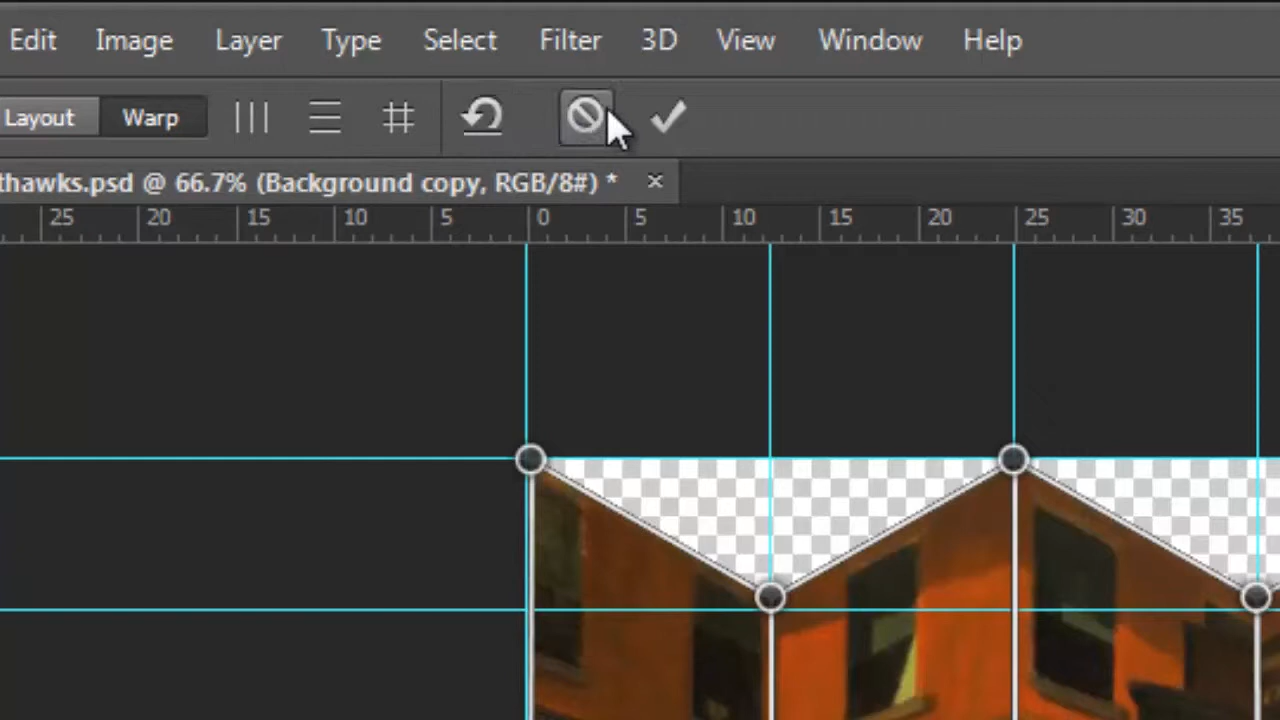 Edit Image Layer Type Select Filter 3D View Window Help
Layout Warp
thawks.psd @ 66.7% (Background copy, RGB/8#) * ×
25 20 15 10 5 0 5 10 15 20 25 30 35